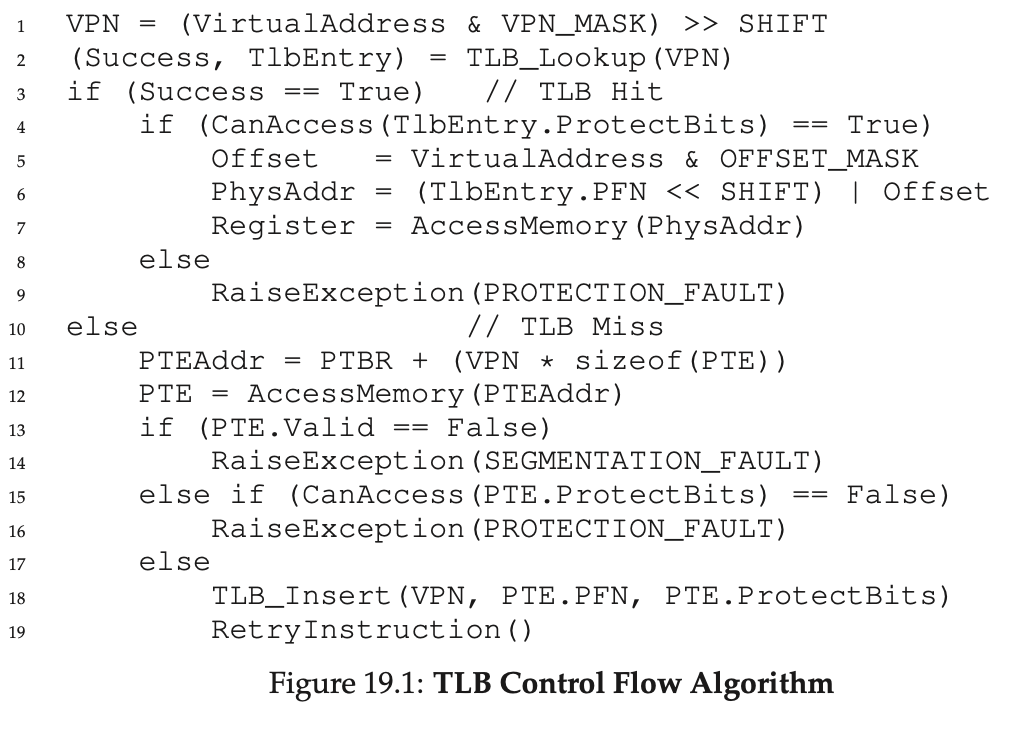 1 VPN = (VirtualAddress & VPN_MASK) >> SHIFT
2 (Success, TlbEntry) = TLB_Lookup(VPN)
3 if (Success == True) // TLB Hit
4 if (CanAccess(TlbEntry.ProtectBits) == True)
5 Offset = VirtualAddress & OFFSET_MASK
6 PhysAddr = (TlbEntry.PFN << SHIFT) | Offset
7 Register = AccessMemory(PhysAddr)
8 else
9 RaiseException(PROTECTION_FAULT)
10 else // TLB Miss
11 PTEAddr = PTBR + (VPN * sizeof(PTE))
12 PTE = AccessMemory(PTEAddr)
13 if (PTE.Valid == False)
14 RaiseException(SEGMENTATION_FAULT)
15 else if (CanAccess(PTE.ProtectBits) == False)
16 RaiseException(PROTECTION_FAULT)
17 else
18 TLB_Insert(VPN, PTE.PFN, PTE.ProtectBits)
19 RetryInstruction()
Figure 19.1: TLB Control Flow Algorithm